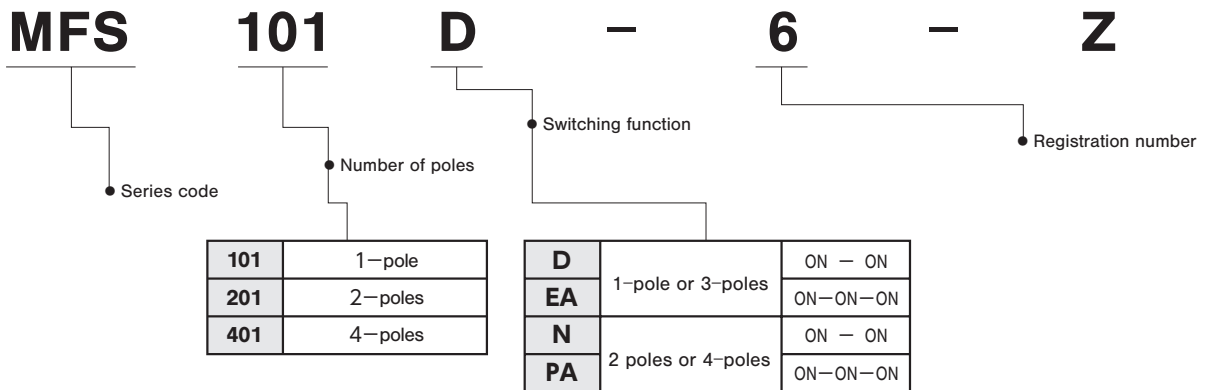 MFS 101 D - 6 - Z
Switching function
Registration number
Number of poles
Series code
101 1-pole
201 2-poles
401 4-poles
D 1-pole or 3-poles ON - ON
EA ON-ON-ON
N 2 poles or 4-poles ON - ON
PA ON-ON-ON